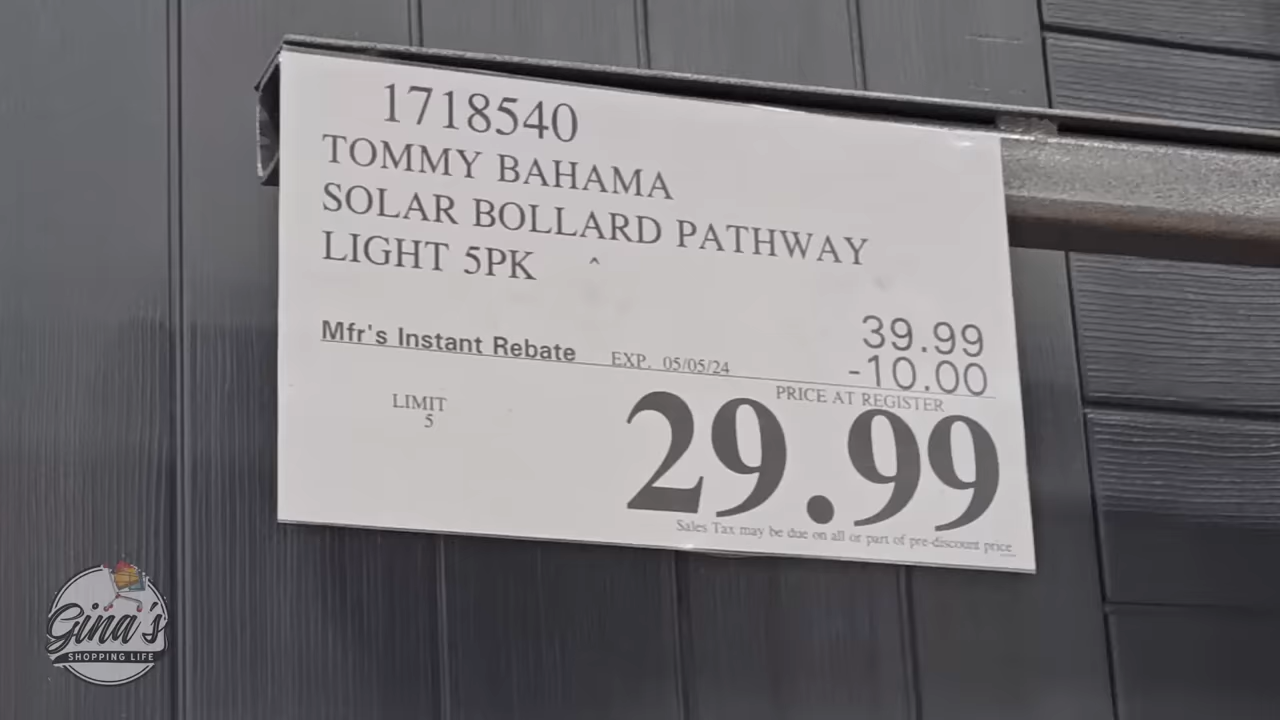 1718540
TOMMY BAHAMA
SOLAR BOLLARD PATHWAY
LIGHT 5PK ^
39.99
Mfr's Instant Rebate EXP. 05/05/24 -10.00
PRICE AT REGISTER
LIMIT
5
29.99
Sales Tax may be due on all or part of pre-discount price
Gina's
SHOPPING LIFE